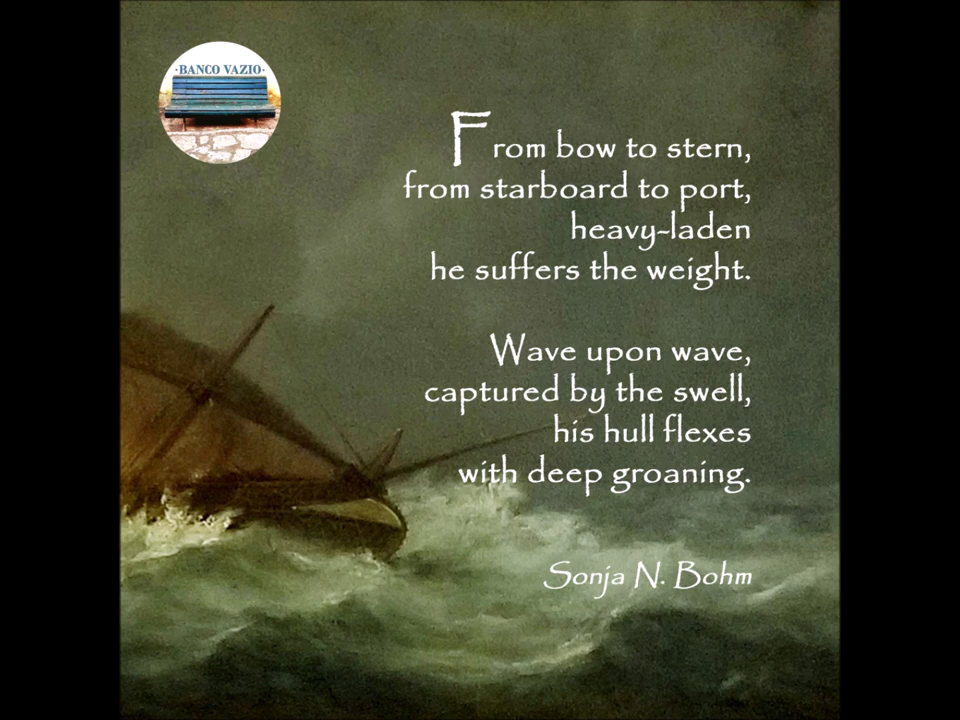 ·BANCO VAZIO·
From bow to stern,
from starboard to port,
heavy-laden
he suffers the weight.
Wave upon wave,
captured by the swell,
his hull flexes
with deep groaning.
Sonja N. Bohm